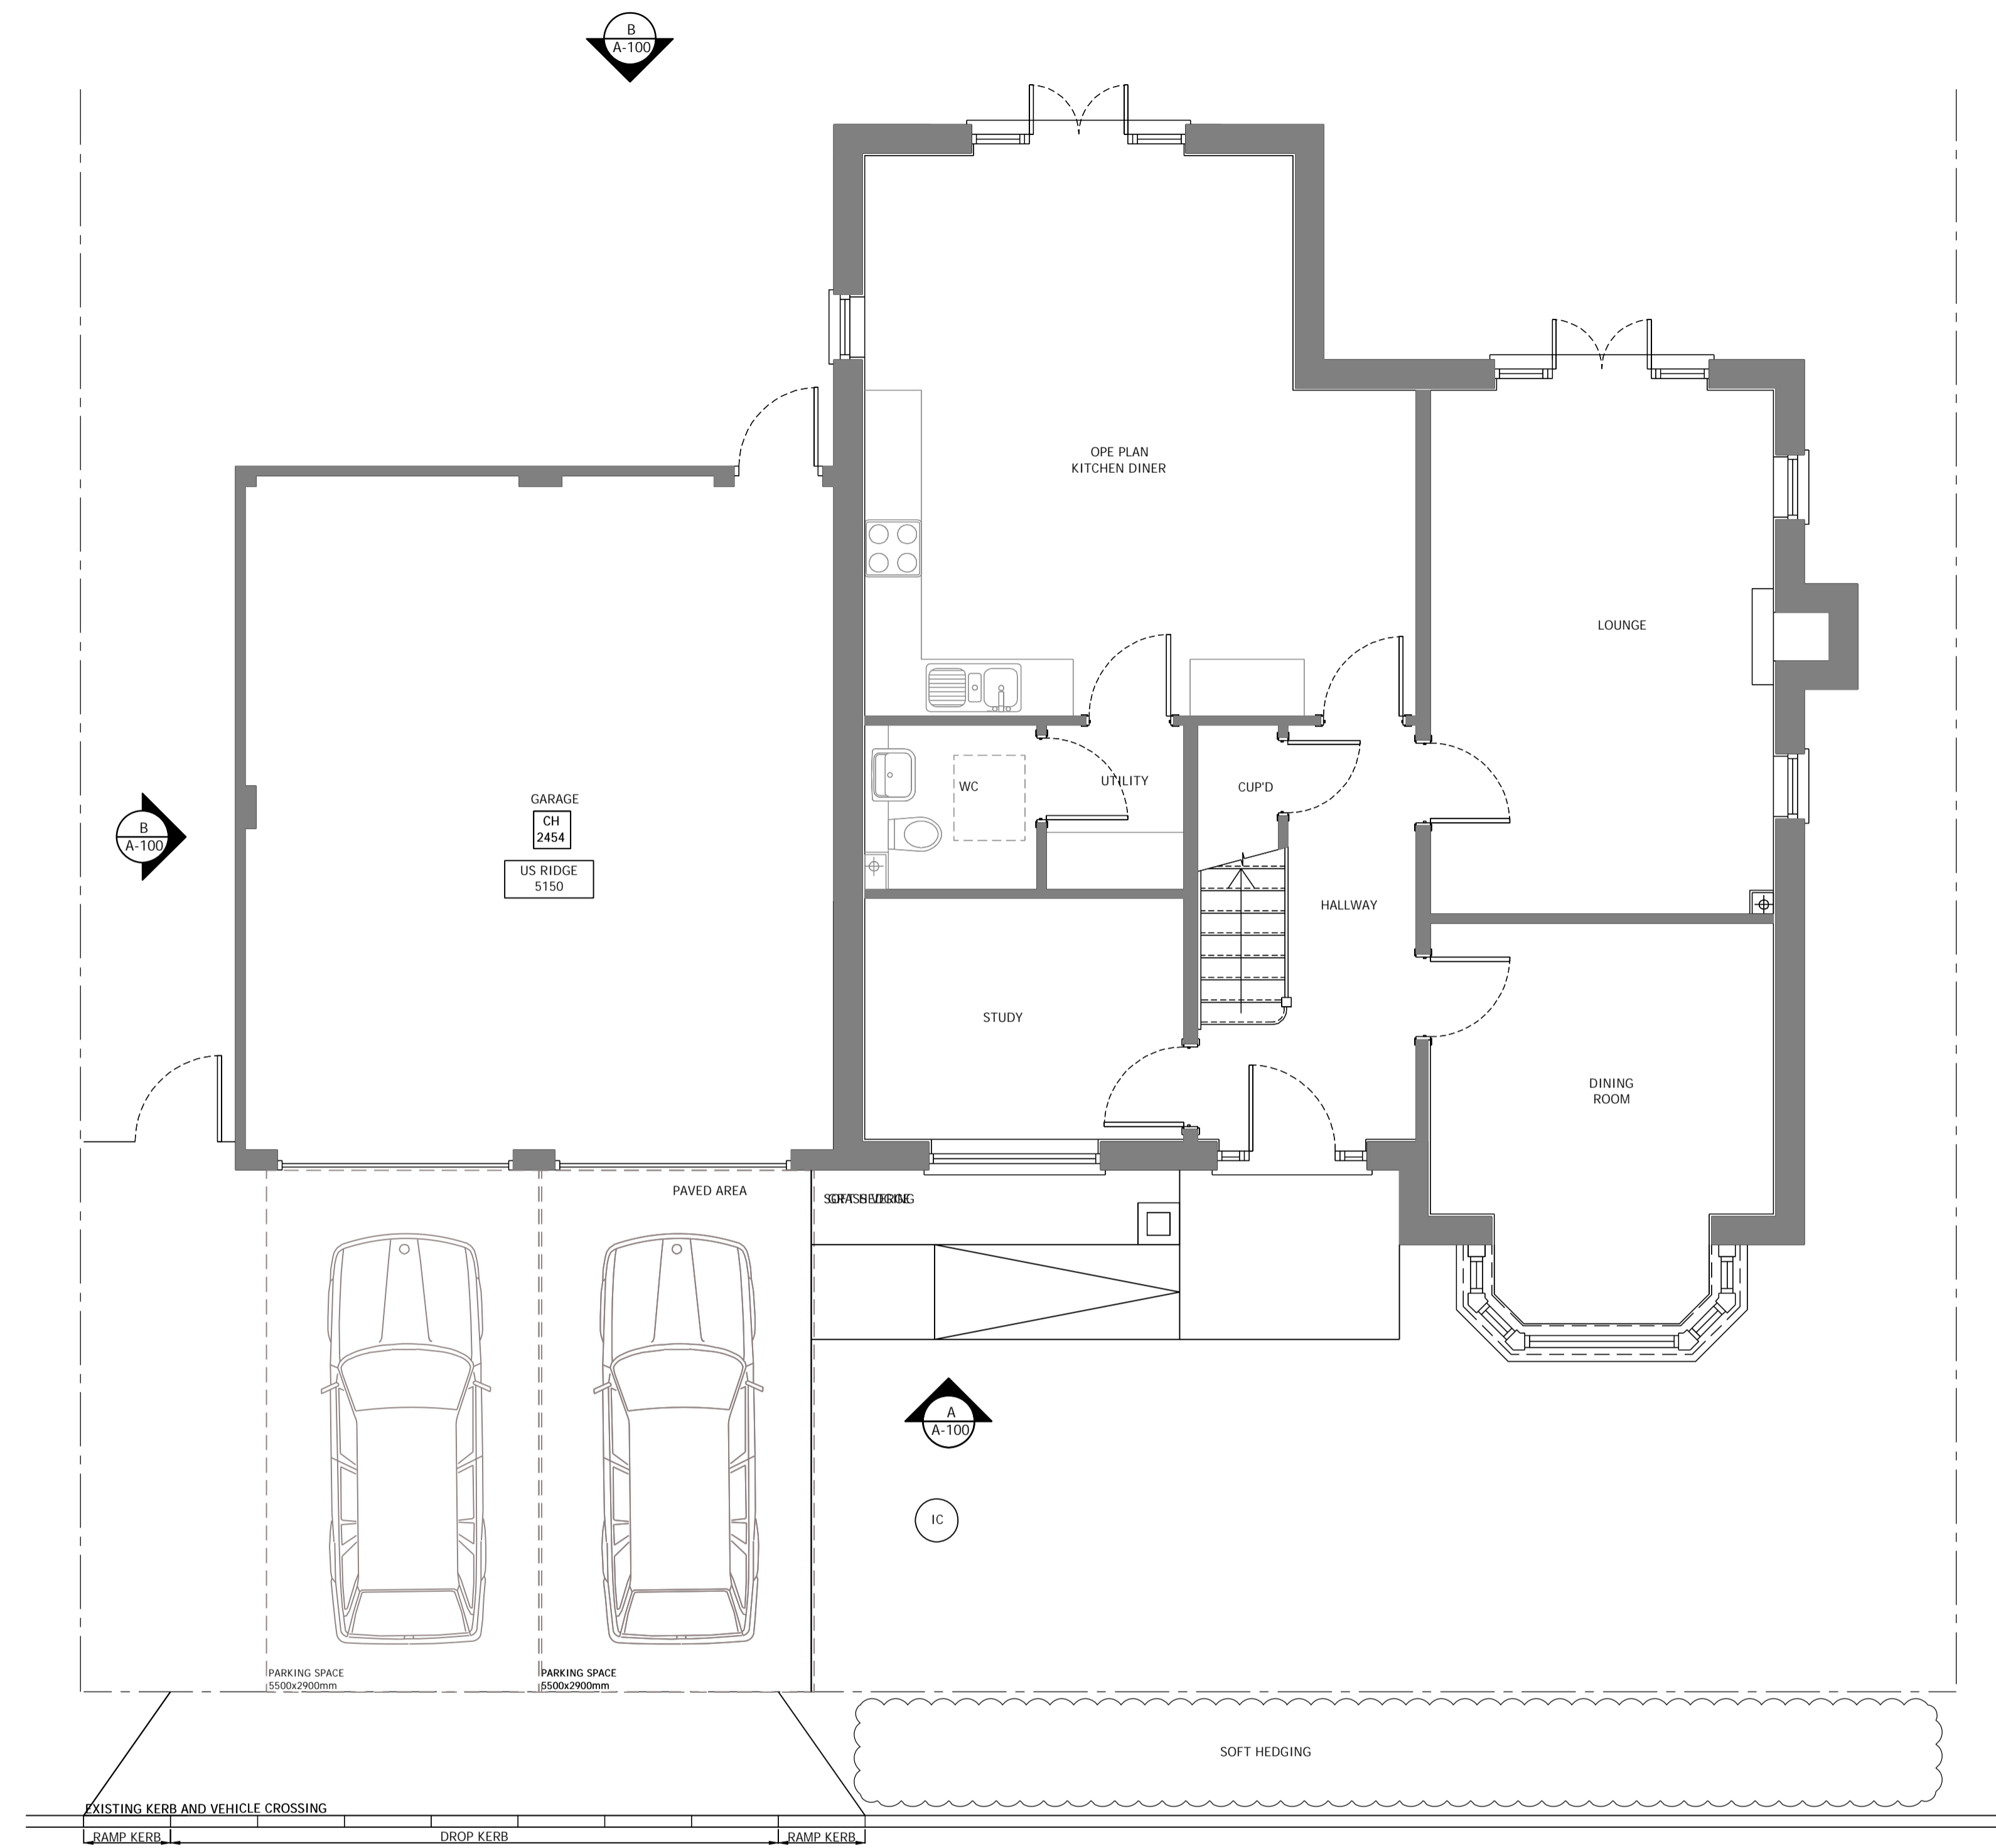 B
A-100
OPE PLAN
KITCHEN DINER
LOUNGE
WC
UTILITY
CUP'D
GARAGE
CH
2454
US RIDGE
5150
B
A-100
HALLWAY
STUDY
DINING
ROOM
PAVED AREA
A
A-100
IC
PARKING SPACE
5500x2900mm
PARKING SPACE
5500x2900mm
SOFT HEDGING
EXISTING KERB AND VEHICLE CROSSING
RAMP KERB
DROP KERB
RAMP KERB